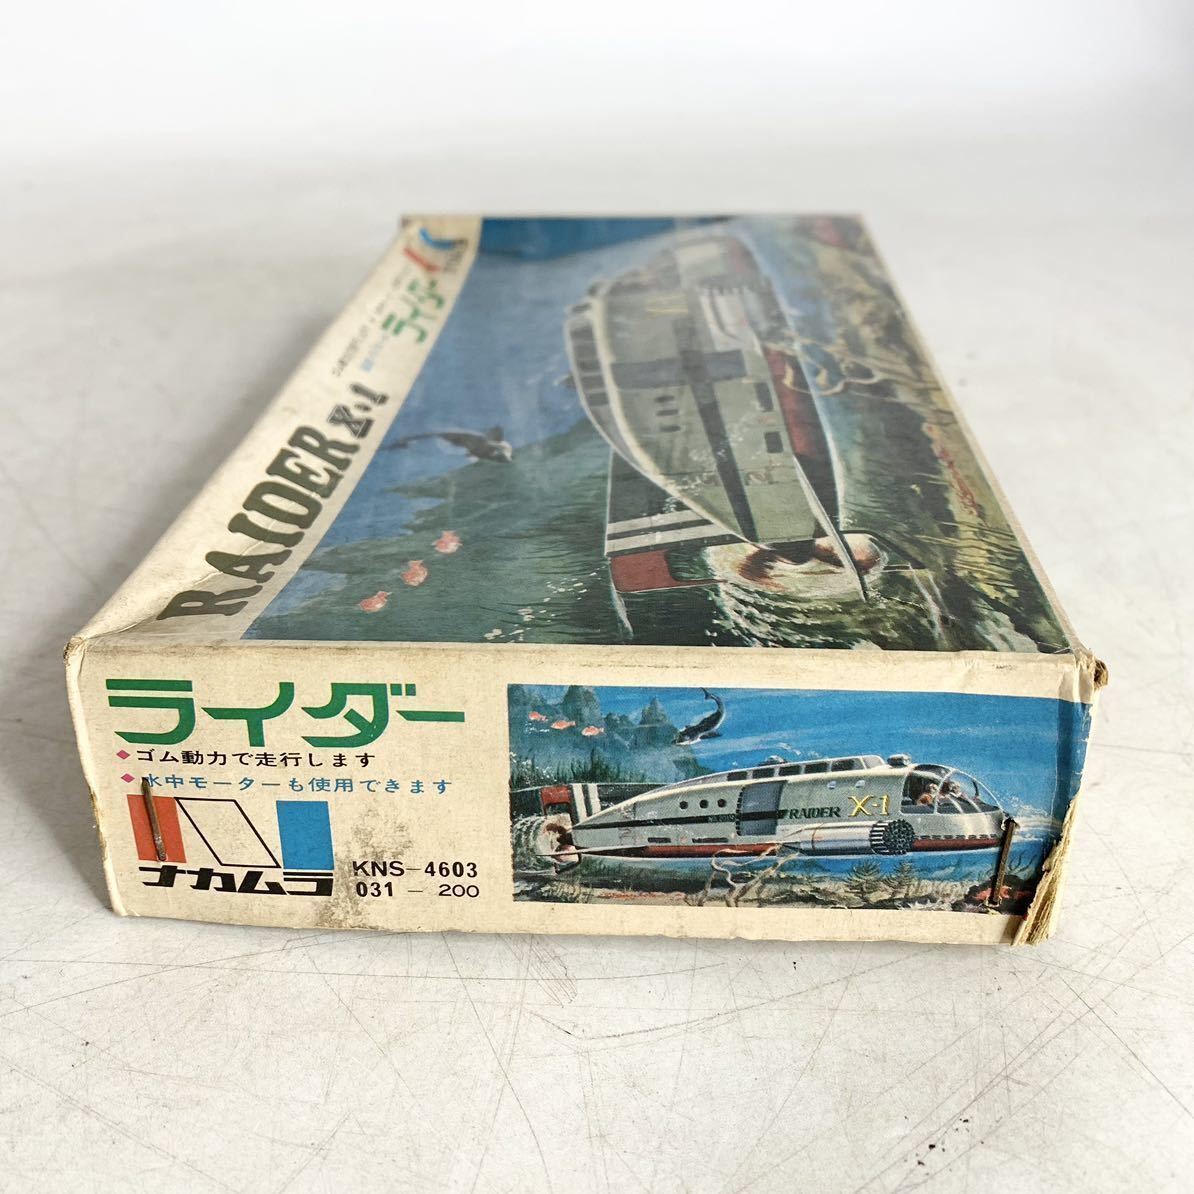 RAIDER X・1
ライダー
ライダー
ゴム動力で走行します
水中モーターも使用できます
ナカムラ
KNS-4603
031-200
RAIDER X-1